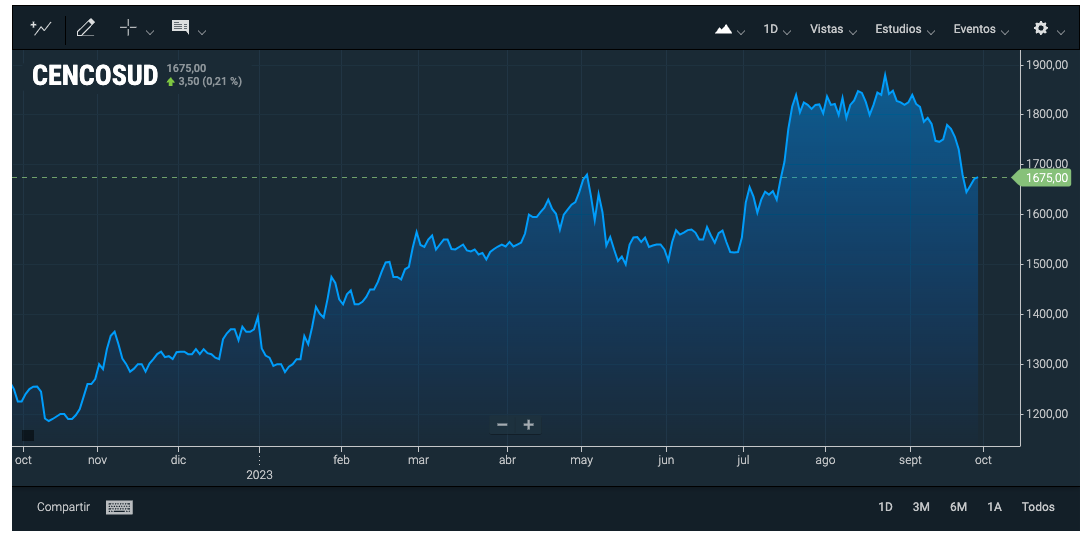 1D Vistas Estudios Eventos
CENCOSUD
1675,00
3,50 (0,21 %)
1900,00
1800,00
1700,00
1675,00
1600,00
1500,00
1400,00
1300,00
1200,00
oct nov dic feb mar abr may jun jul ago sept oct
2023
Compartir 1D 3M 6M 1A Todos